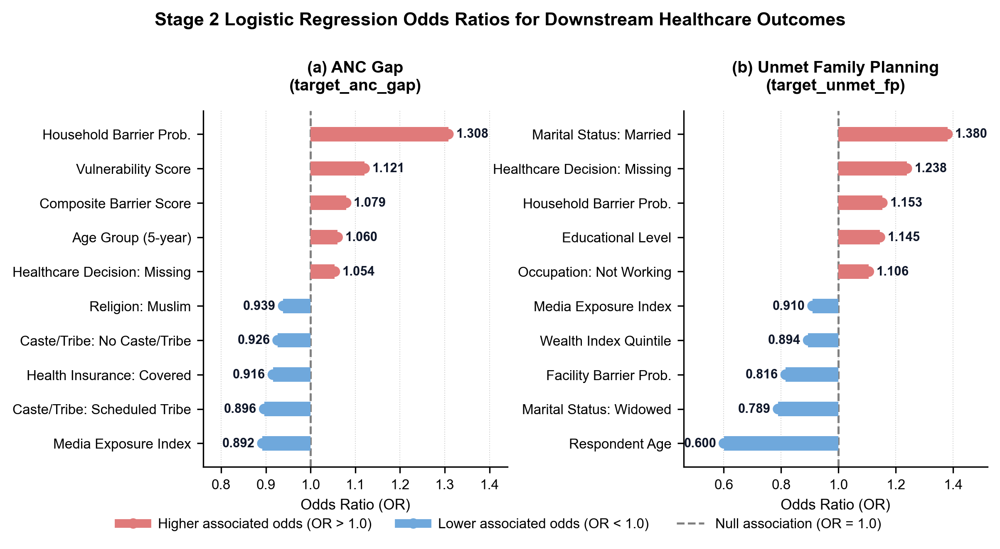 Stage 2 Logistic Regression Odds Ratios for Downstream Healthcare Outcomes
(a) ANC Gap
(target_anc_gap)
Household Barrier Prob.
1.308
Vulnerability Score
1.121
Composite Barrier Score
1.079
Age Group (5-year)
1.060
Healthcare Decision: Missing
1.054
Religion: Muslim
0.939
Caste/Tribe: No Caste/Tribe
0.926
Health Insurance: Covered
0.916
Caste/Tribe: Scheduled Tribe
0.896
Media Exposure Index
0.892
0.8 0.9 1.0 1.1 1.2 1.3 1.4
Odds Ratio (OR)
(b) Unmet Family Planning
(target_unmet_fp)
Marital Status: Married
1.380
Healthcare Decision: Missing
1.238
Household Barrier Prob.
1.153
Educational Level
1.145
Occupation: Not Working
1.106
Media Exposure Index
0.910
Wealth Index Quintile
0.894
Facility Barrier Prob.
0.816
Marital Status: Widowed
0.789
Respondent Age
0.600
0.6 0.8 1.0 1.2 1.4
Odds Ratio (OR)
Higher associated odds (OR > 1.0)
Lower associated odds (OR < 1.0)
Null association (OR = 1.0)